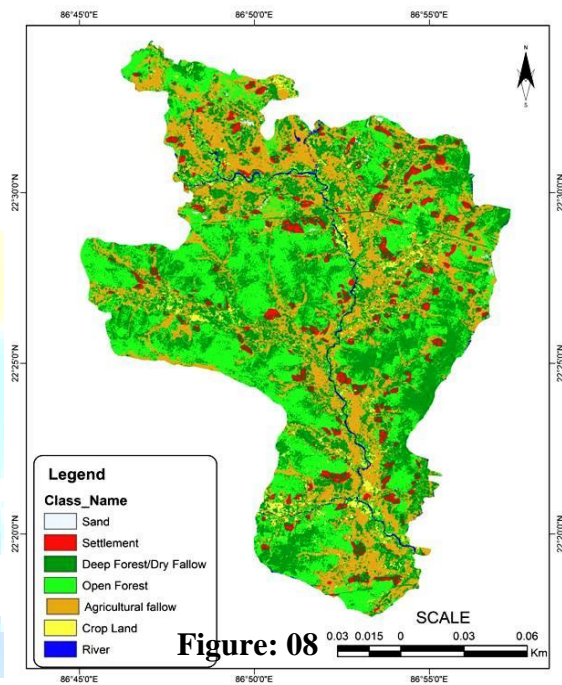 86°45'0"E 86°50'0"E 86°55'0"E
N
S
22°30'0"N 22°30'0"N
22°25'0"N 22°25'0"N
22°20'0"N 22°20'0"N
Legend
Class_Name
Sand
Settlement
Deep Forest/Dry Fallow
Open Forest
Agricultural fallow
Crop Land
River
Figure: 08
SCALE
0.03 0.015 0 0.03 0.06
Km
86°45'0"E 86°50'0"E 86°55'0"E